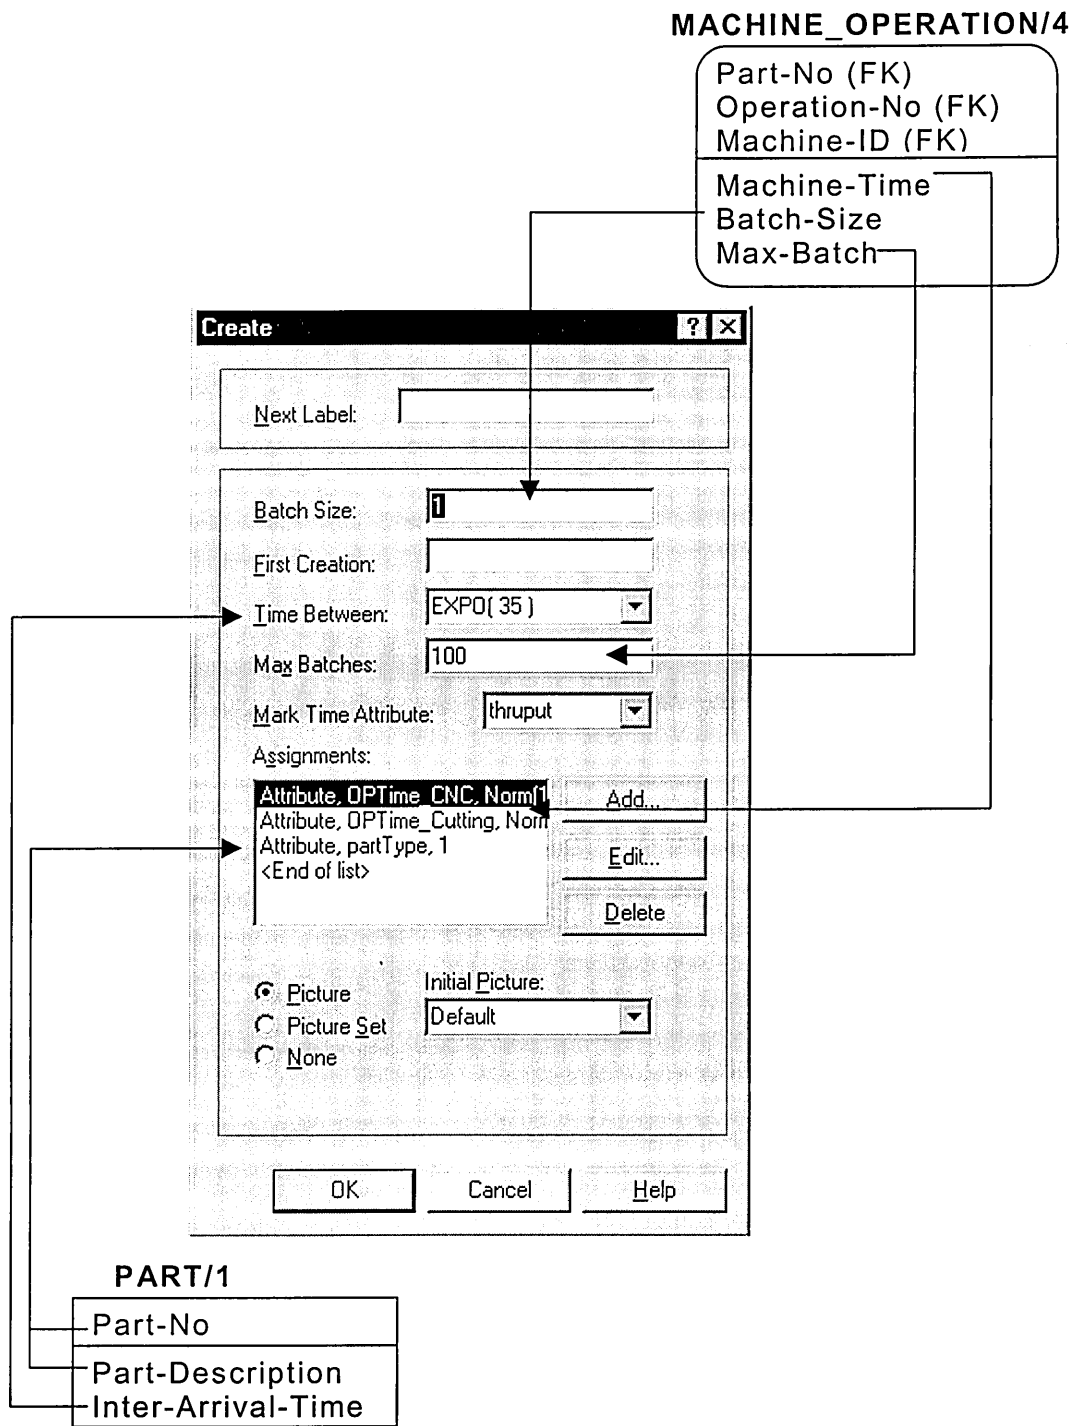 MACHINE_OPERATION/4
Part-No (FK)
Operation-No (FK)
Machine-ID (FK)
Machine-Time
Batch-Size
Max-Batch
Create
? X
Next Label:
Batch Size:
1
First Creation:
Time Between:
EXPO( 35 )
Max Batches:
100
Mark Time Attribute:
thruput
Assignments:
Attribute, OPTime_CNC, Norm(1
Attribute, OPTime_Cutting, Norm
Attribute, partType, 1
<End of list>
Add...
Edit...
Delete
Picture
Picture Set
None
Initial Picture:
Default
OK
Cancel
Help
PART/1
Part-No
Part-Description
Inter-Arrival-Time